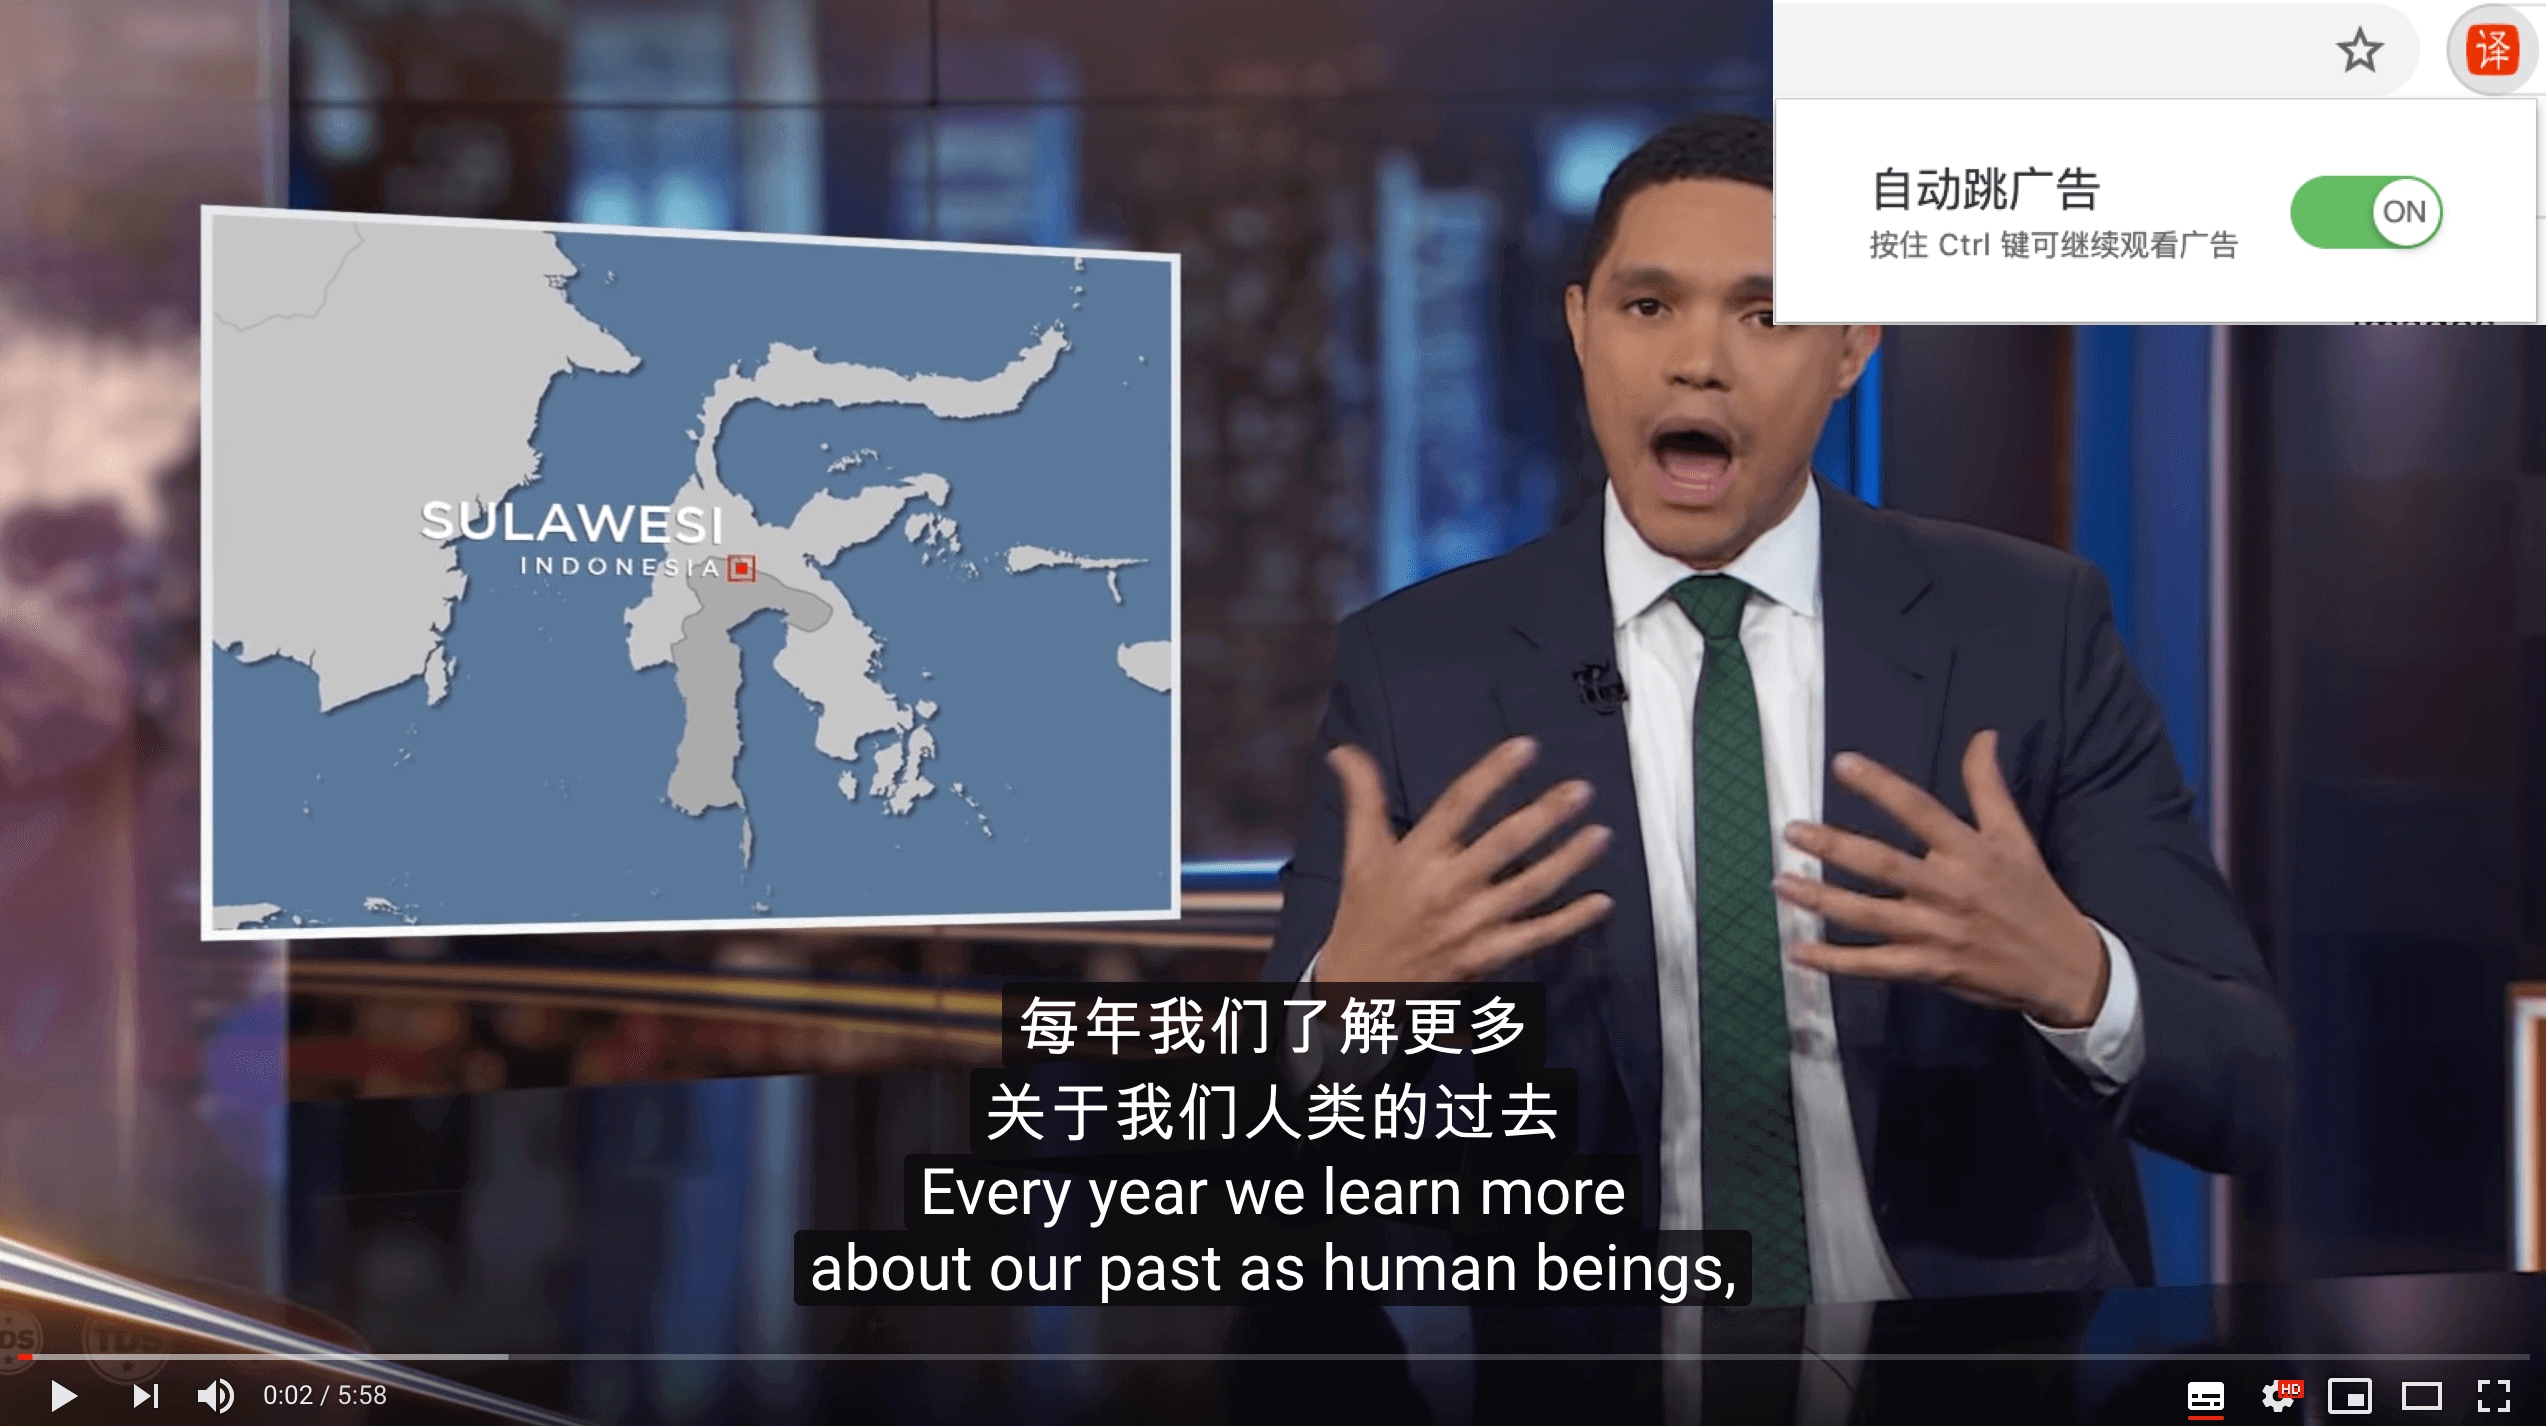 译
自动跳广告
按住 Ctrl 键可继续观看广告
ON
SULAWESI
INDONESIA
每年我们了解更多
关于我们人类的过去
Every year we learn more
about our past as human beings,
TDS
0:02 / 5:58
HD